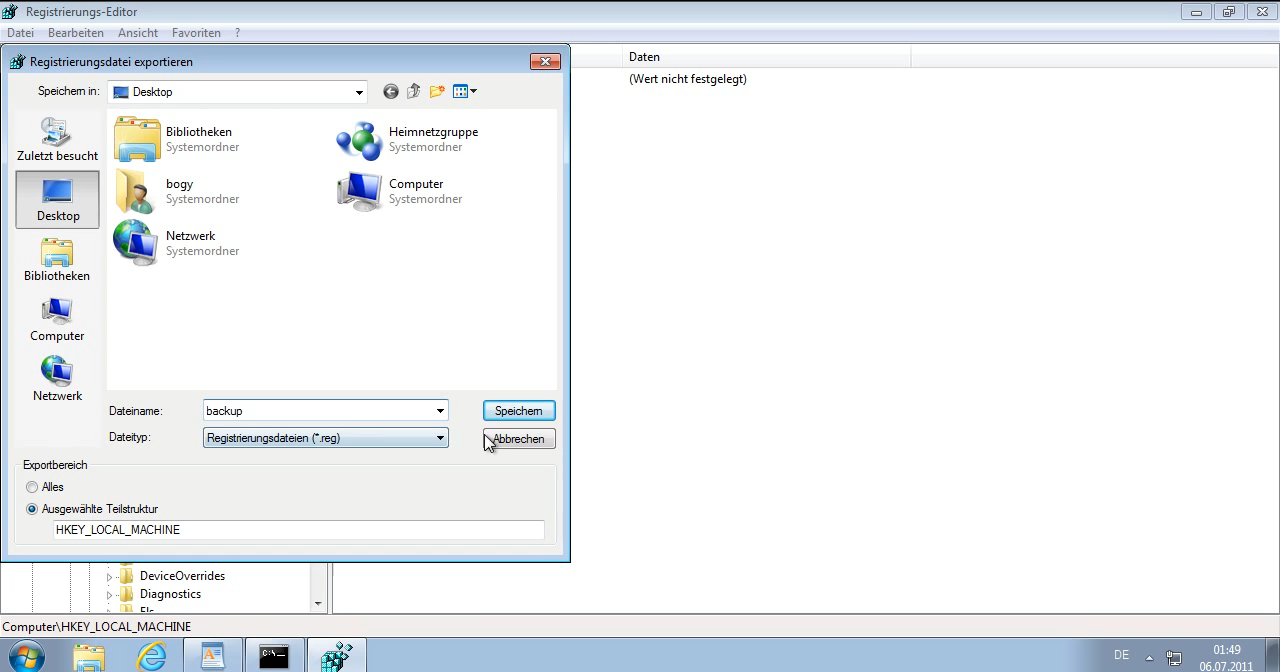 Registrierungs-Editor
Datei Bearbeiten Ansicht Favoriten ?
Registrierungsdatei exportieren
Daten
Speichern in: Desktop
(Wert nicht festgelegt)
Zuletzt besucht
Desktop
Bibliotheken
Computer
Netzwerk
Bibliotheken
Systemordner
Heimnetzgruppe
Systemordner
bogy
Systemordner
Computer
Systemordner
Netzwerk
Systemordner
Dateiname: backup Speichern
Dateityp: Registrierungsdateien (*.reg) Abbrechen
Exportbereich
Alles
Ausgewählte Teilstruktur
HKEY_LOCAL_MACHINE
DeviceOverrides
Diagnostics
Computer\HKEY_LOCAL_MACHINE
C:\
DE
01:49
06.07.2011